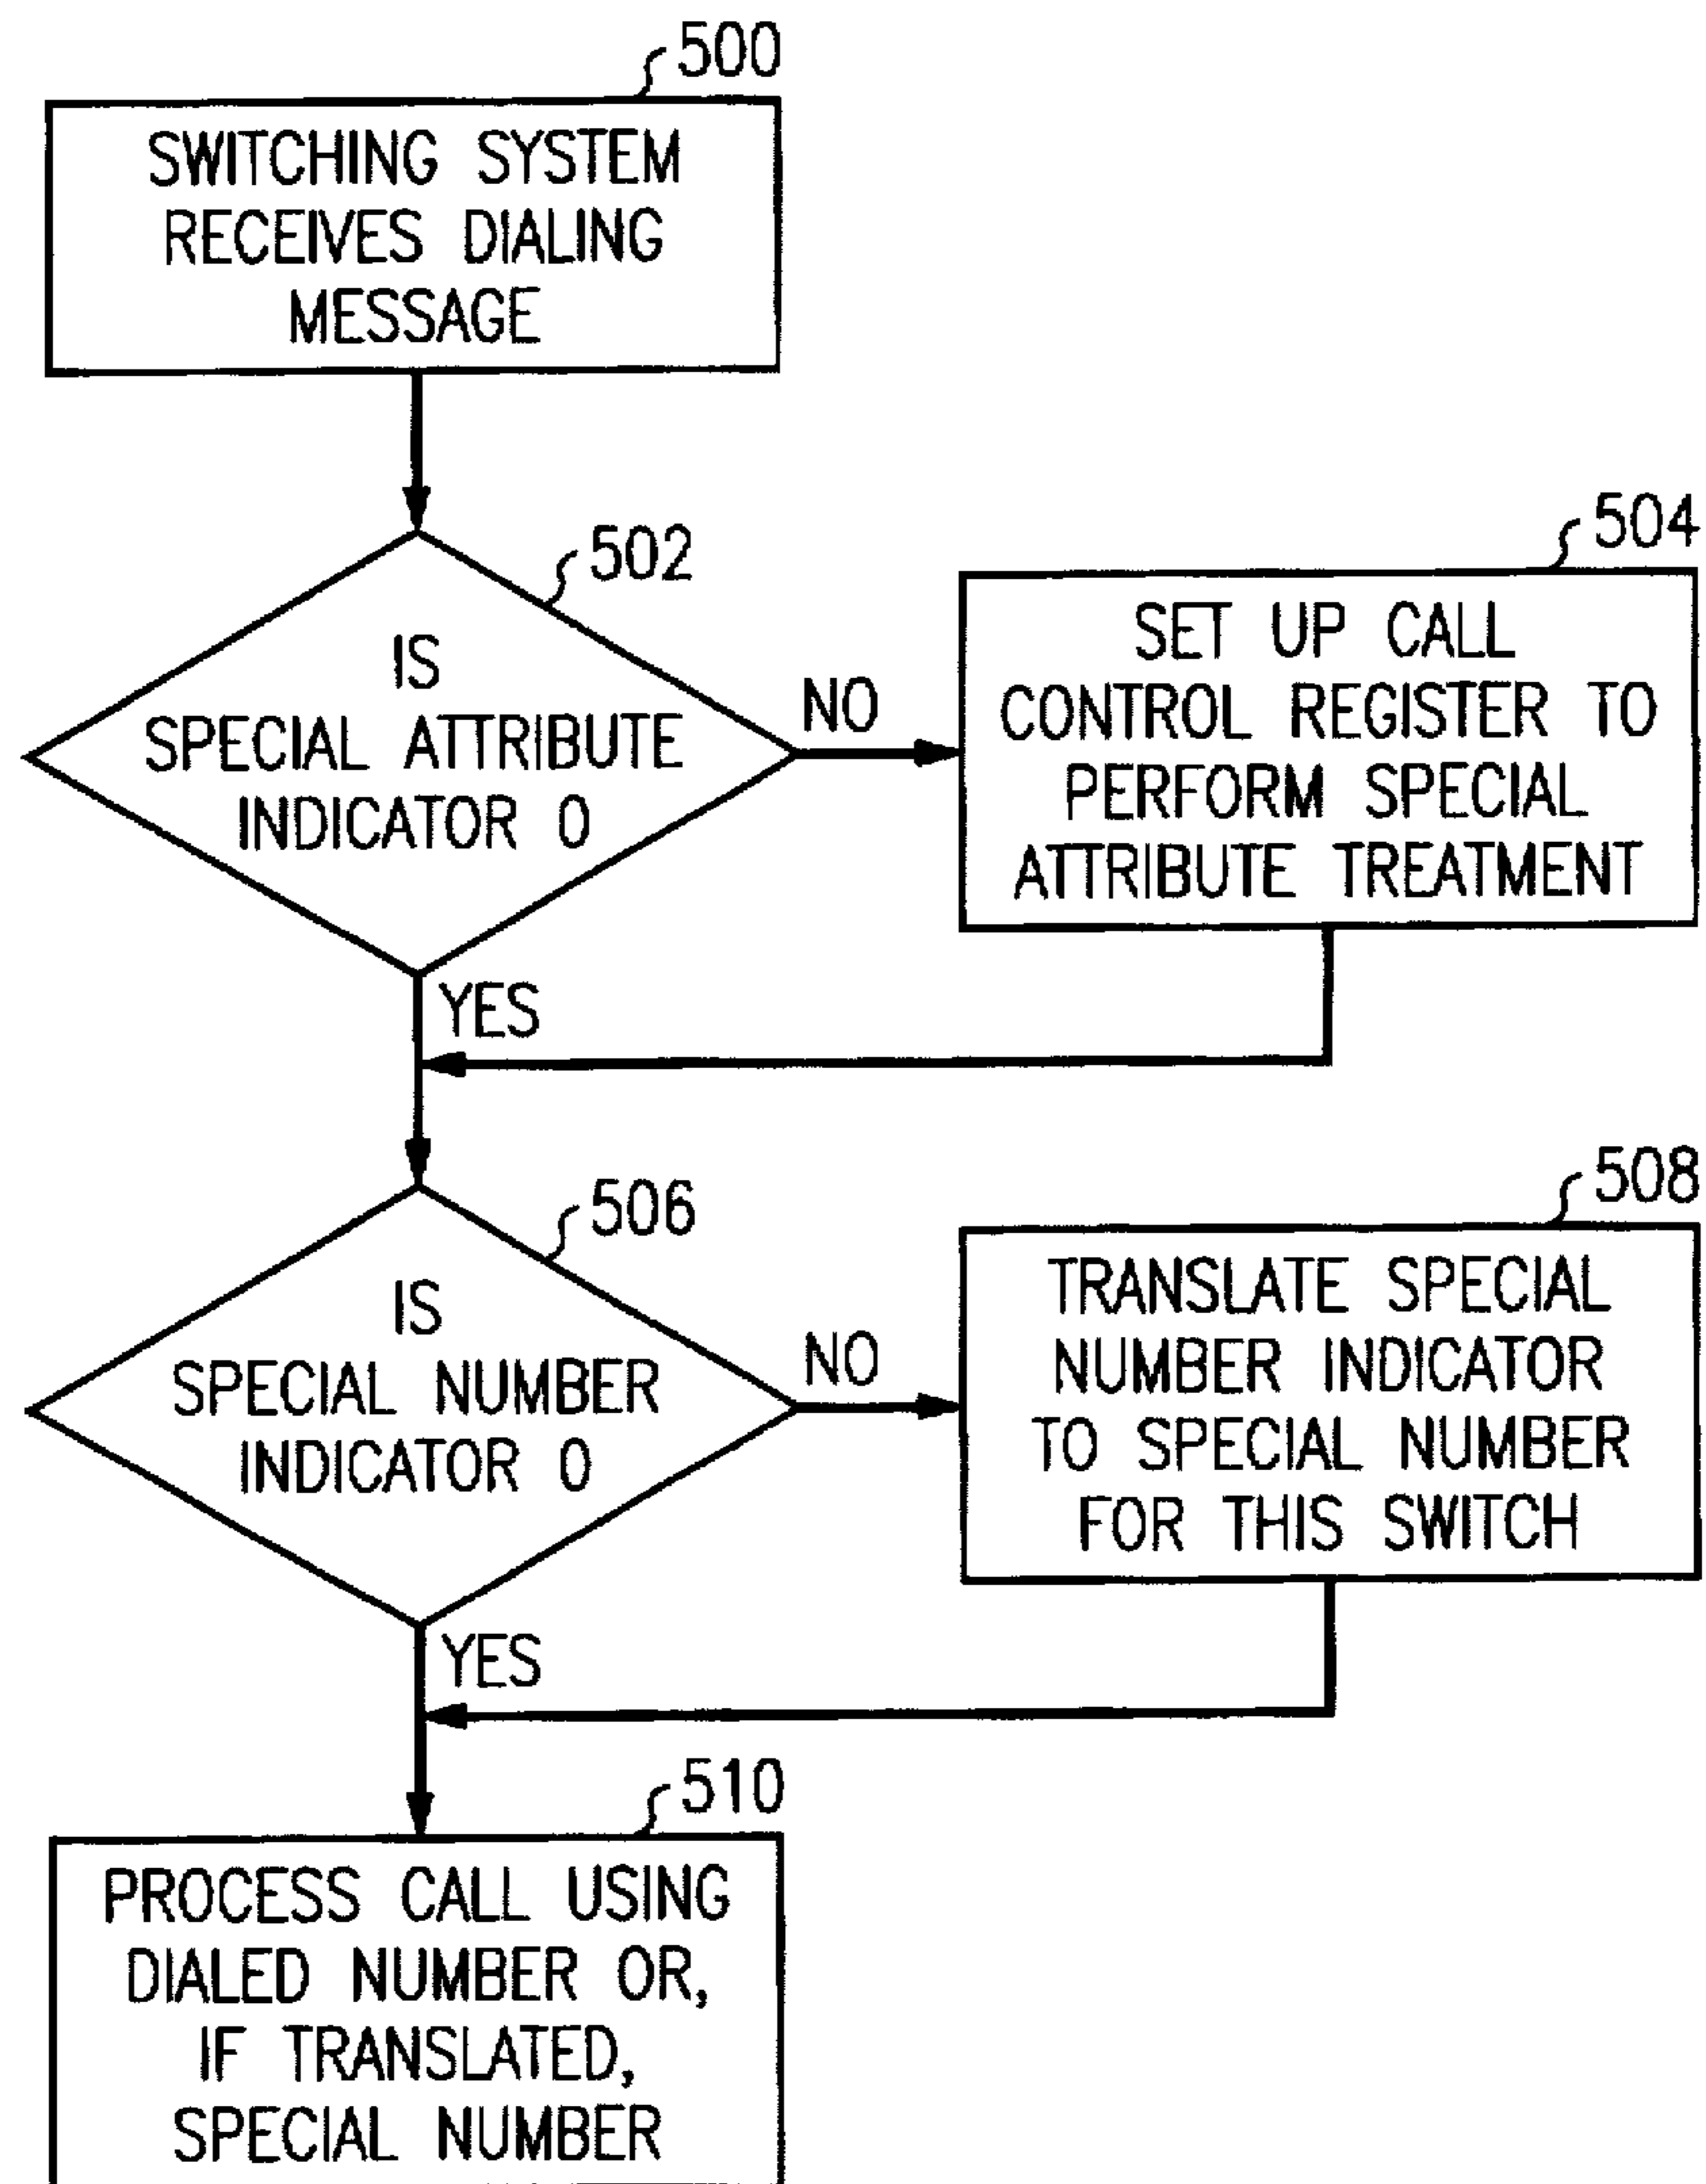 500
SWITCHING SYSTEM
RECEIVES DIALING
MESSAGE
502
IS
SPECIAL ATTRIBUTE
INDICATOR 0
NO
504
SET UP CALL
CONTROL REGISTER TO
PERFORM SPECIAL
ATTRIBUTE TREATMENT
YES
506
IS
SPECIAL NUMBER
INDICATOR 0
NO
508
TRANSLATE SPECIAL
NUMBER INDICATOR
TO SPECIAL NUMBER
FOR THIS SWITCH
YES
510
PROCESS CALL USING
DIALED NUMBER OR,
IF TRANSLATED,
SPECIAL NUMBER